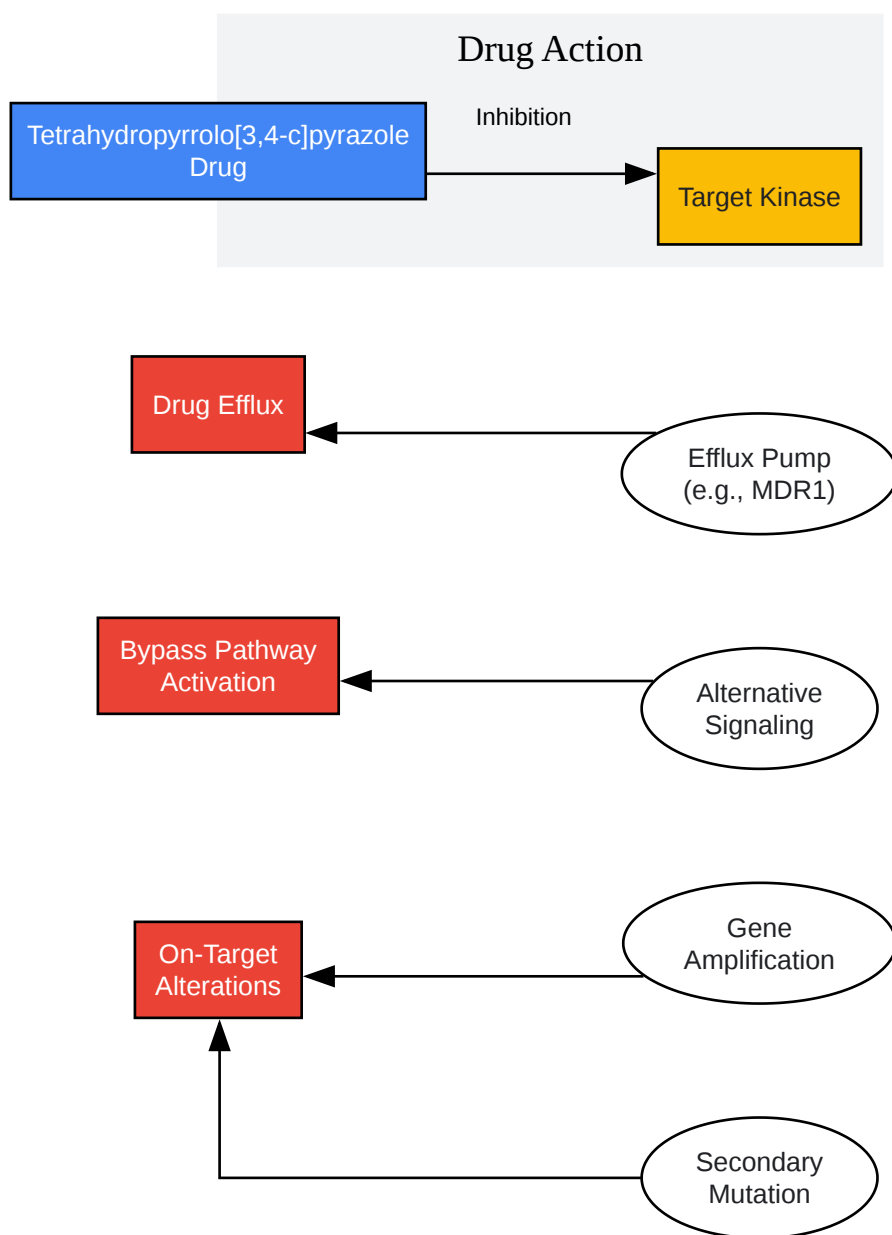 Drug Action
Tetrahydropyrrolo[3,4-c]pyrazole
Drug
Inhibition
Target Kinase
Drug Efflux
Efflux Pump
(e.g., MDR1)
Bypass Pathway
Activation
Alternative
Signaling
On-Target
Alterations
Gene
Amplification
Secondary
Mutation